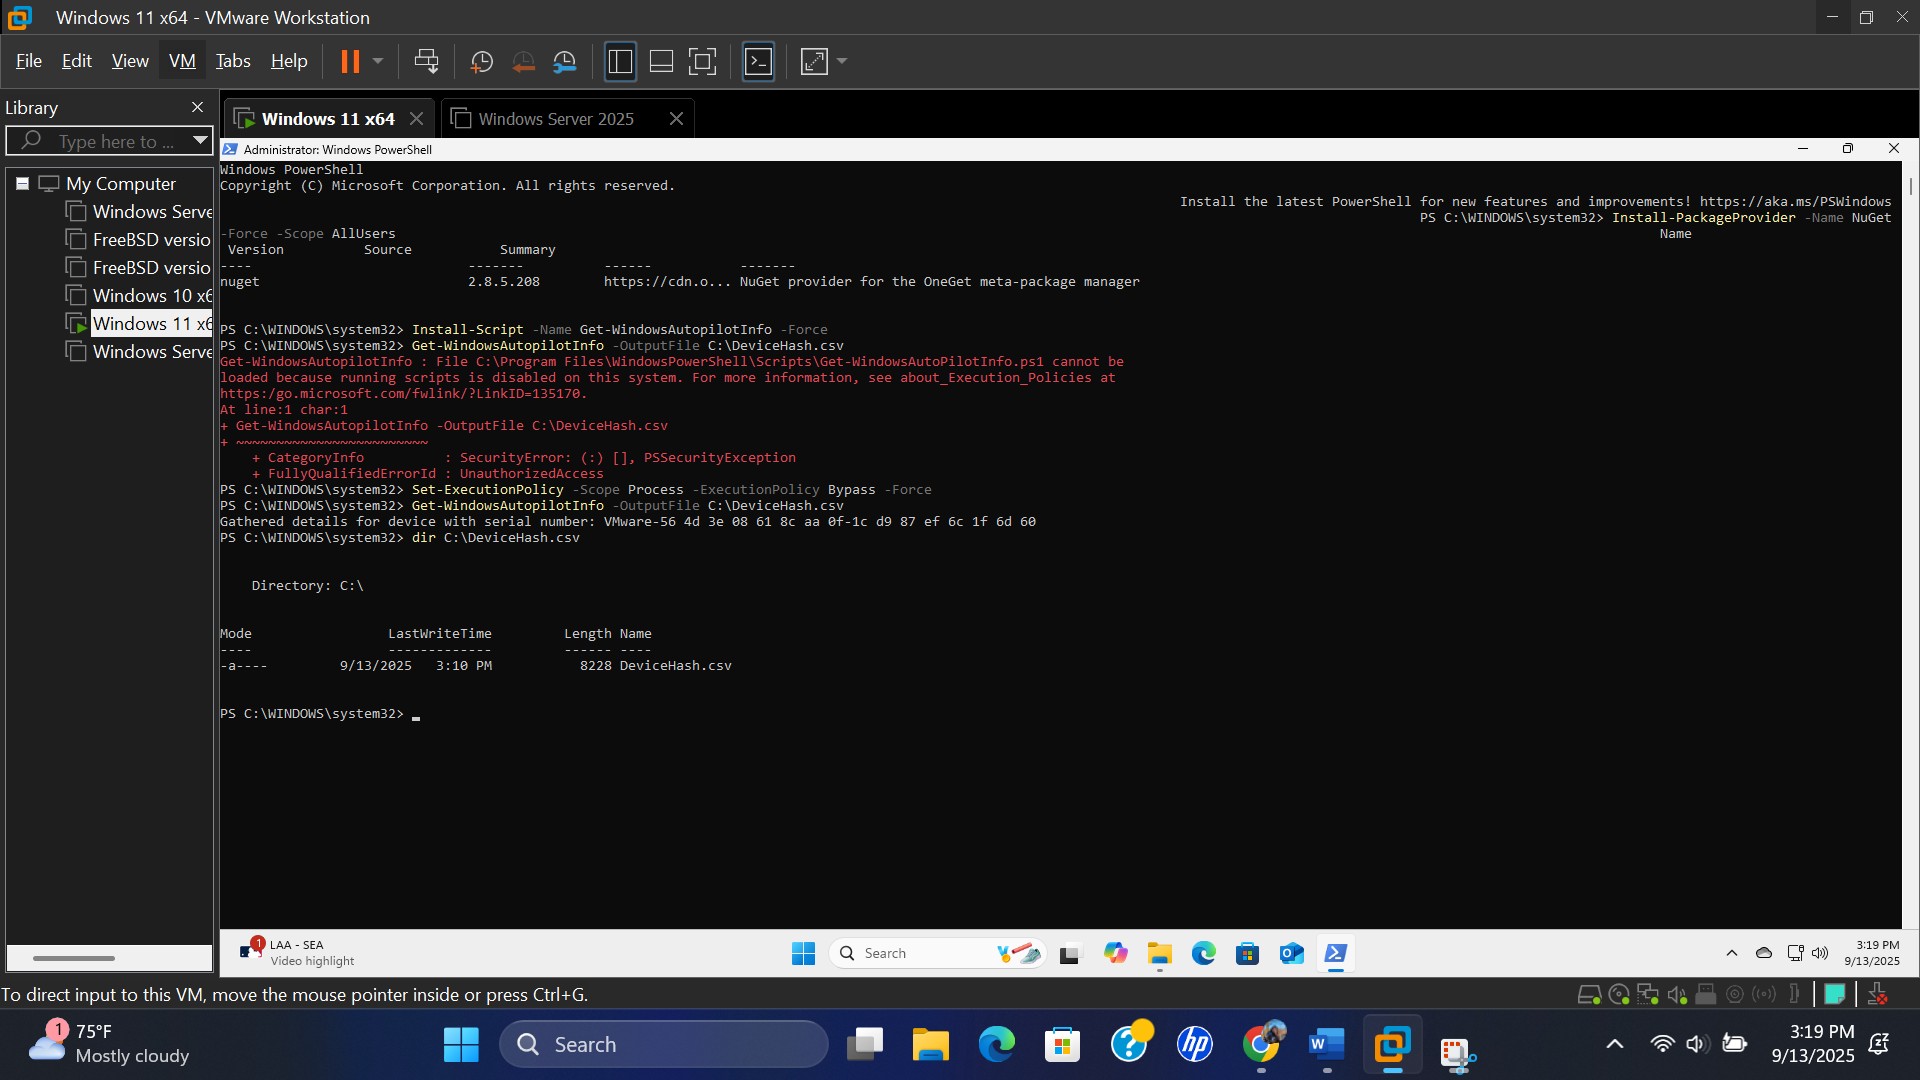 Windows 11 x64 - VMware Workstation
File Edit View VM Tabs Help
Library
Type here to ...
My Computer
Windows Serve
FreeBSD versio
FreeBSD versio
Windows 10 x6
Windows 11 x6
Windows Serve
Windows 11 x64
Windows Server 2025
Administrator: Windows PowerShell
Windows PowerShell
Copyright (C) Microsoft Corporation. All rights reserved.
Install the latest PowerShell for new features and improvements! https://aka.ms/PSWindows
PS C:\WINDOWS\system32> Install-PackageProvider -Name NuGet
-Force -Scope AllUsers Name
Version Source Summary
---- ------- ------ -------
nuget 2.8.5.208 https://cdn.o... NuGet provider for the OneGet meta-package manager
PS C:\WINDOWS\system32> Install-Script -Name Get-WindowsAutopilotInfo -Force
PS C:\WINDOWS\system32> Get-WindowsAutopilotInfo -OutputFile C:\DeviceHash.csv
Get-WindowsAutopilotInfo : File C:\Program Files\WindowsPowerShell\Scripts\Get-WindowsAutoPilotInfo.ps1 cannot be
loaded because running scripts is disabled on this system. For more information, see about_Execution_Policies at
https:/go.microsoft.com/fwlink/?LinkID=135170.
At line:1 char:1
+ Get-WindowsAutopilotInfo -OutputFile C:\DeviceHash.csv
+ ~~~~~~~~~~~~~~~~~~~~~~~~
+ CategoryInfo : SecurityError: (:) [], PSSecurityException
+ FullyQualifiedErrorId : UnauthorizedAccess
PS C:\WINDOWS\system32> Set-ExecutionPolicy -Scope Process -ExecutionPolicy Bypass -Force
PS C:\WINDOWS\system32> Get-WindowsAutopilotInfo -OutputFile C:\DeviceHash.csv
Gathered details for device with serial number: VMware-56 4d 3e 08 61 8c aa 0f-1c d9 87 ef 6c 1f 6d 60
PS C:\WINDOWS\system32> dir C:\DeviceHash.csv
Directory: C:\
Mode LastWriteTime Length Name
---- ------------- ------ ----
-a---- 9/13/2025 3:10 PM 8228 DeviceHash.csv
PS C:\WINDOWS\system32> _
1
LAA - SEA
Video highlight
Search
3:19 PM
9/13/2025
To direct input to this VM, move the mouse pointer inside or press Ctrl+G.
1
75°F
Mostly cloudy
Search
hp
W
3:19 PM
9/13/2025